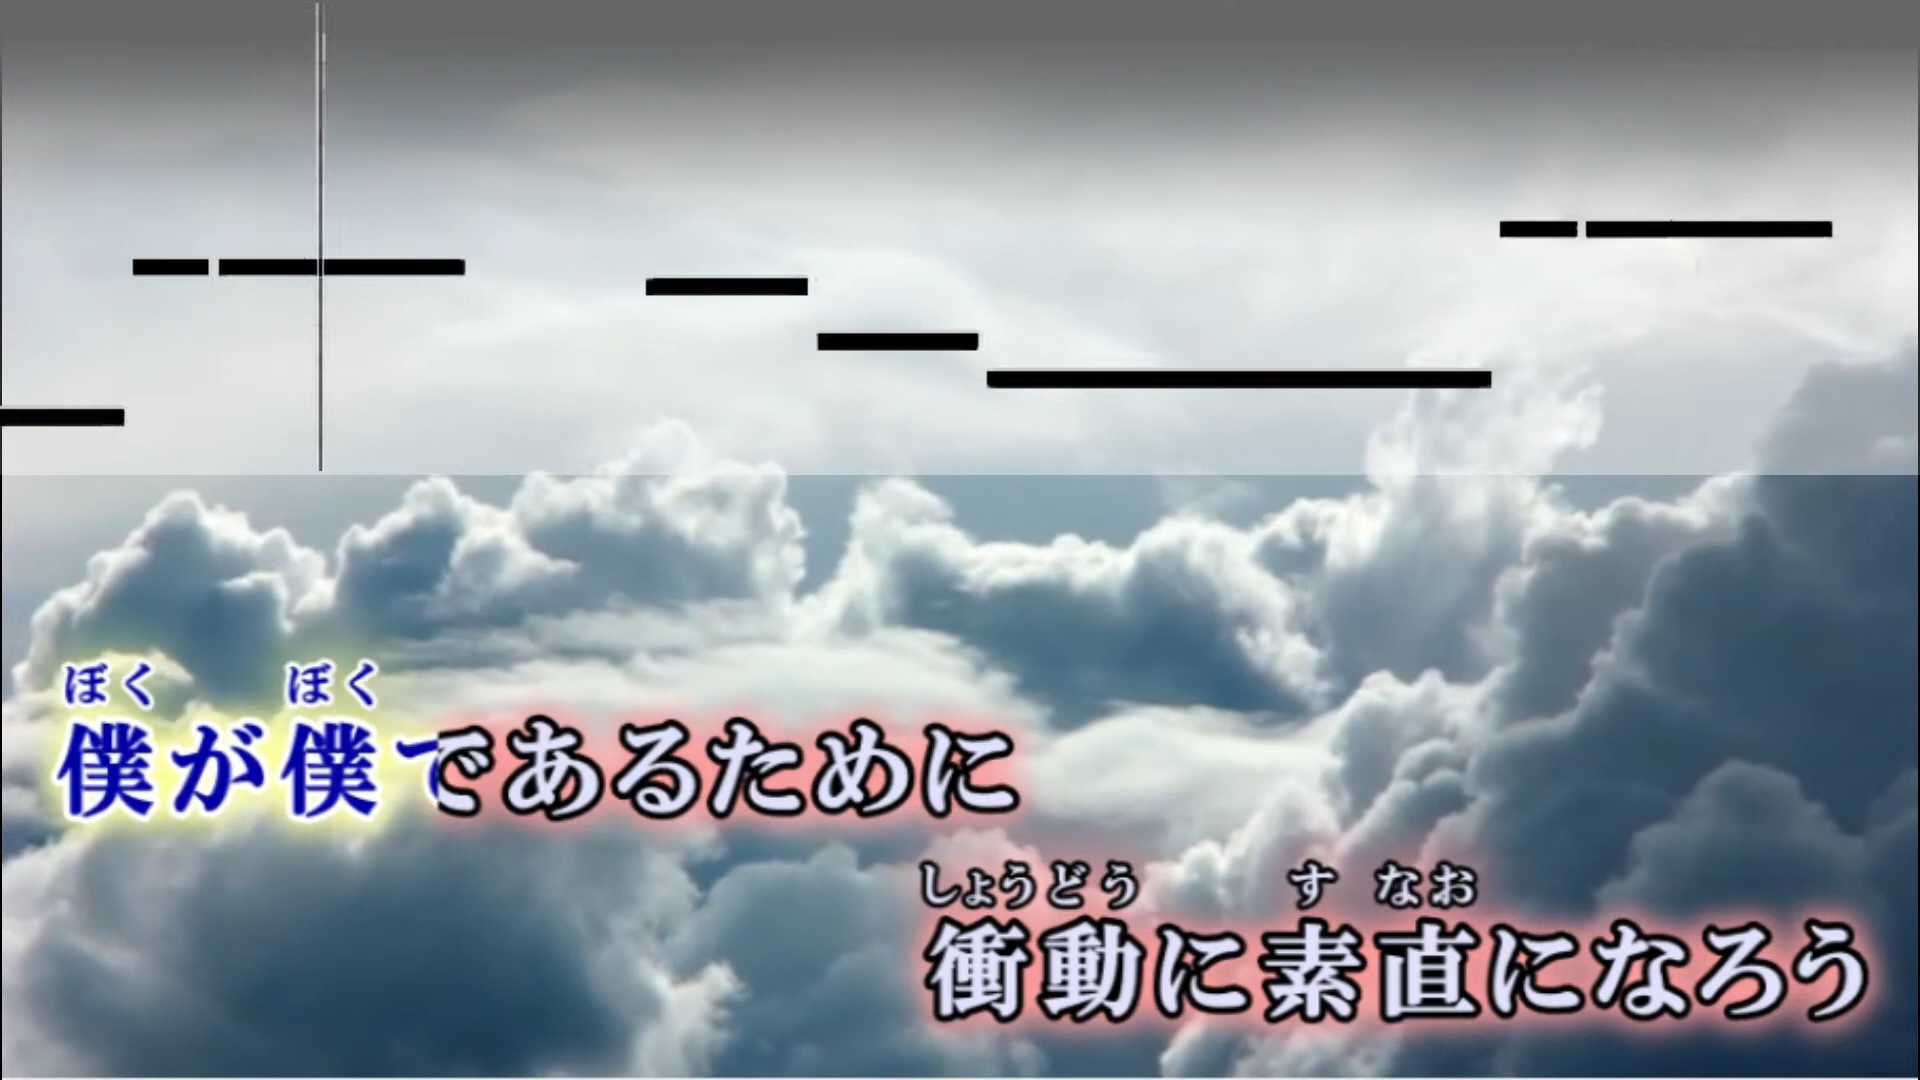 ぼく ぼく
僕が僕であるために
しょうどう す なお
衝動に素直になろう